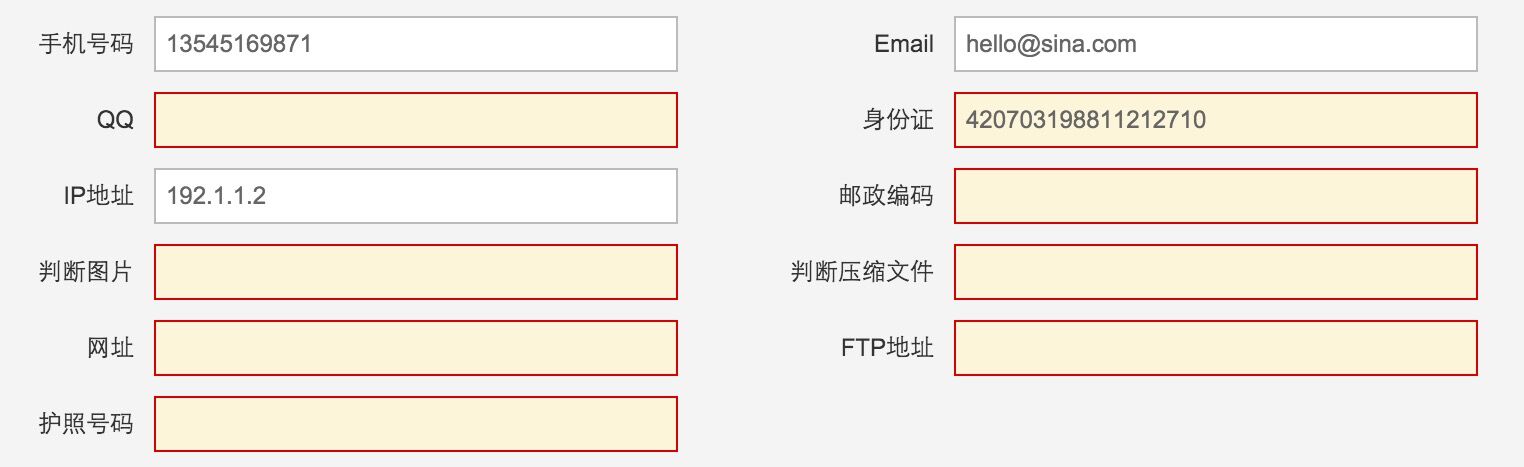 手机号码 13545169871 Email hello@sina.com
QQ 身份证 420703198811212710
IP地址 192.1.1.2 邮政编码
判断图片 判断压缩文件
网址 FTP地址
护照号码